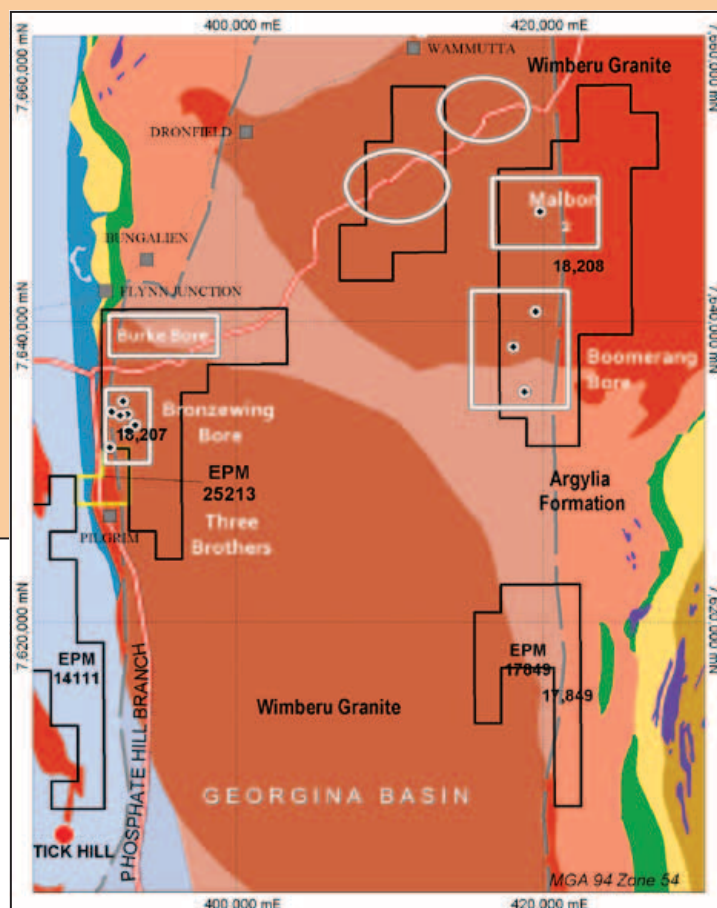 400,000 mE
420,000 mE
7,660,000 mN
7,660,000 mN
WAMMUTTA
Wimberu Granite
DRONFIELD
Malbon
2
BUNGALIEN
18,208
FLYNN JUNCTION
7,640,000 mN
7,640,000 mN
Burke Bore
Boomerang
Bore
Bronzewing
Bore
18,207
EPM
25213
Argylia
Formation
Three
Brothers
PILGRIM
7,620,000 mN
7,620,000 mN
EPM
14111
EPM
17849
17,849
PHOSPHATE HILL BRANCH
Wimberu Granite
GEORGINA BASIN
TICK HILL
MGA 94 Zone 54
400,000 mE
420,000 mE